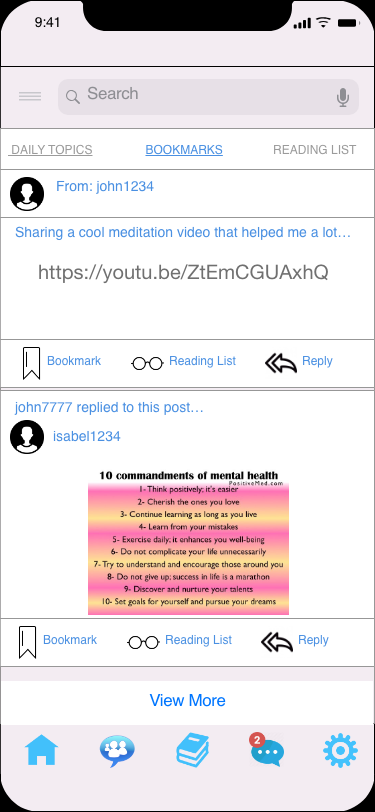 9:41
Search
DAILY TOPICS BOOKMARKS READING LIST
From: john1234
Sharing a cool meditation video that helped me a lot...
https://youtu.be/ZtEmCGUAxhQ
Bookmark Reading List Reply
john7777 replied to this post...
isabel1234
10 commandments of mental health
PositiveMed.com
1- Think positively; it's easier
2- Cherish the ones you love
3- Continue learning as long as you live
4- Learn from your mistakes
5- Exercise daily; it enhances you well-being
6- Do not complicate your life unnecessarily
7- Try to understand and encourage those around you
8- Do not give up; success in life is a marathon
9- Discover and nurture your talents
10- Set goals for yourself and pursue your dreams
Bookmark Reading List Reply
View More
2